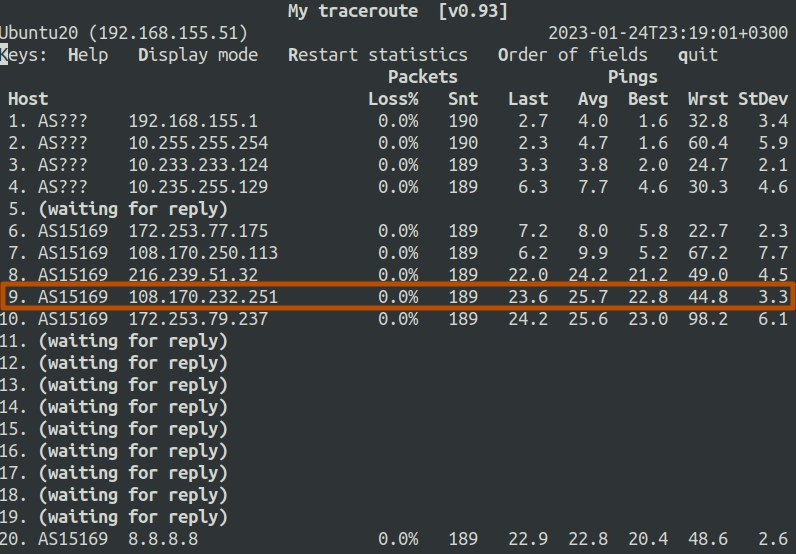 My traceroute [v0.93]
Ubuntu20 (192.168.155.51) 2023-01-24T23:19:01+0300
Keys: Help Display mode Restart statistics Order of fields quit
Packets Pings
Host Loss% Snt Last Avg Best Wrst StDev
1. AS??? 192.168.155.1 0.0% 190 2.7 4.0 1.6 32.8 3.4
2. AS??? 10.255.255.254 0.0% 190 2.3 4.7 1.6 60.4 5.9
3. AS??? 10.233.233.124 0.0% 189 3.3 3.8 2.0 24.7 2.1
4. AS??? 10.235.255.129 0.0% 189 6.3 7.7 4.6 30.3 4.6
5. (waiting for reply)
6. AS15169 172.253.77.175 0.0% 189 7.2 8.0 5.8 22.7 2.3
7. AS15169 108.170.250.113 0.0% 189 6.2 9.9 5.2 67.2 7.7
8. AS15169 216.239.51.32 0.0% 189 22.0 24.2 21.2 49.0 4.5
9. AS15169 108.170.232.251 0.0% 189 23.6 25.7 22.8 44.8 3.3
10. AS15169 172.253.79.237 0.0% 189 24.2 25.6 23.0 98.2 6.1
11. (waiting for reply)
12. (waiting for reply)
13. (waiting for reply)
14. (waiting for reply)
15. (waiting for reply)
16. (waiting for reply)
17. (waiting for reply)
18. (waiting for reply)
19. (waiting for reply)
20. AS15169 8.8.8.8 0.0% 189 22.9 22.8 20.4 48.6 2.6